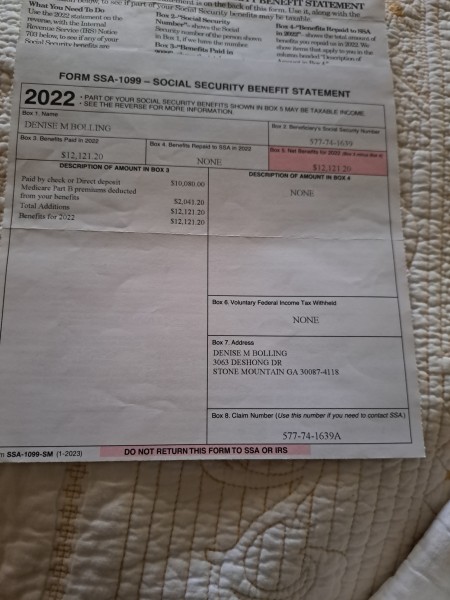 BENEFIT STATEMENT
What You Need To Do
Use the 2022 statement on the
revenue service, with the Internal
Revenue Service (IRS) Notice
703 below, to see if any of your
Social Security benefits are
Box 2-"Social Security
Number"- shows the Social
Security number of the person shown
in Box 1, if we have the number.
Box 3-"Benefits Paid in
Box 4-"Benefits Repaid to SSA
in 2022"- shows the total amount of
benefits you repaid us in 2022. We
show items that apply to you in the
column headed "Description of
FORM SSA-1099 – SOCIAL SECURITY BENEFIT STATEMENT
2022
• PART OF YOUR SOCIAL SECURITY BENEFITS SHOWN IN BOX 5 MAY BE TAXABLE INCOME.
• SEE THE REVERSE FOR MORE INFORMATION.
Box 1. Name
DENISE M BOLLING
Box 2. Beneficiary's Social Security Number
577-74-1639
Box 3. Benefits Paid in 2022
$12,121.20
Box 4. Benefits Repaid to SSA in 2022
NONE
Box 5. Net Benefits for 2022 (Box 3 minus Box 4)
$12,121.20
DESCRIPTION OF AMOUNT IN BOX 3
Paid by check or Direct deposit $10,080.00
Medicare Part B premiums deducted
from your benefits $2,041.20
Total Additions $12,121.20
Benefits for 2022 $12,121.20
DESCRIPTION OF AMOUNT IN BOX 4
NONE
Box 6. Voluntary Federal Income Tax Withheld
NONE
Box 7. Address
DENISE M BOLLING
3063 DESHONG DR
STONE MOUNTAIN GA 30087-4118
Box 8. Claim Number (Use this number if you need to contact SSA.)
577-74-1639A
SSA-1099-SM (1-2023)
DO NOT RETURN THIS FORM TO SSA OR IRS